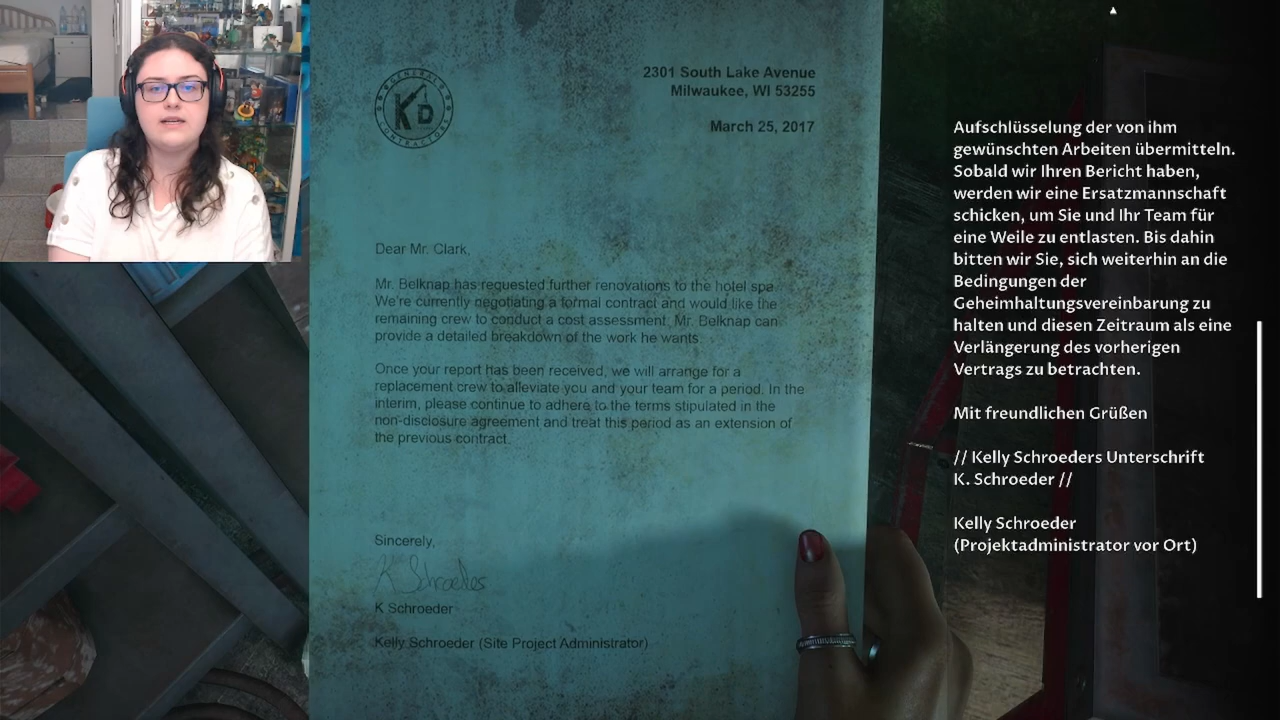 GENERAL
KD
CONTRACTORS
2301 South Lake Avenue
Milwaukee, WI 53255
March 25, 2017
Dear Mr. Clark,
Mr. Belknap has requested further renovations to the hotel spa.
We're currently negotiating a formal contract and would like the
remaining crew to conduct a cost assessment. Mr. Belknap can
provide a detailed breakdown of the work he wants.
Once your report has been received, we will arrange for a
replacement crew to alleviate you and your team for a period. In the
interim, please continue to adhere to the terms stipulated in the
non-disclosure agreement and treat this period as an extension of
the previous contract.
Sincerely,
K Schroeder
K Schroeder
Kelly Schroeder (Site Project Administrator)
Aufschlüsselung der von ihm
gewünschten Arbeiten übermitteln.
Sobald wir Ihren Bericht haben,
werden wir eine Ersatzmannschaft
schicken, um Sie und Ihr Team für
eine Weile zu entlasten. Bis dahin
bitten wir Sie, sich weiterhin an die
Bedingungen der
Geheimhaltungsvereinbarung zu
halten und diesen Zeitraum als eine
Verlängerung des vorherigen
Vertrags zu betrachten.
Mit freundlichen Grüßen
// Kelly Schroeders Unterschrift
K. Schroeder //
Kelly Schroeder
(Projektadministrator vor Ort)